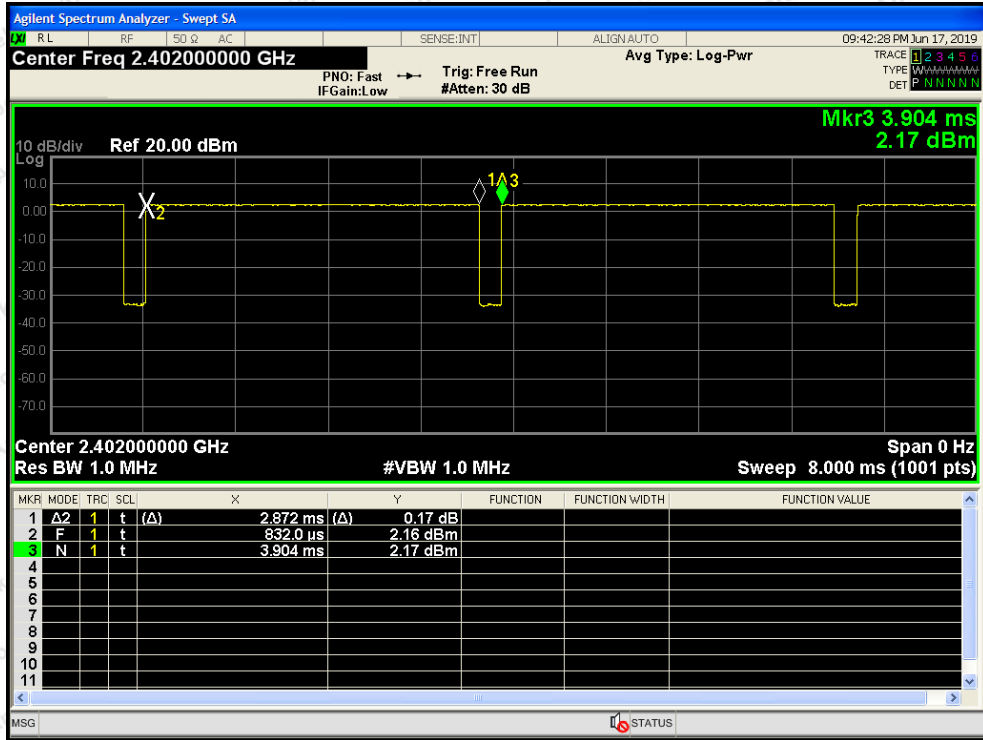 Agilent Spectrum Analyzer - Swept SA
LXI RL RF 50 Ω AC SENSE:INT ALIGN AUTO 09:42:28 PM Jun 17, 2019
Center Freq 2.402000000 GHz
PNO: Fast
IFGain:Low
Trig: Free Run
#Atten: 30 dB
Avg Type: Log-Pwr
TRACE 1 2 3 4 5 6
TYPE WWWWWW
DET P N N N N N
Mkr3 3.904 ms
2.17 dBm
10 dB/div Ref 20.00 dBm
Log
10.0
0.00
-10.0
-20.0
-30.0
-40.0
-50.0
-60.0
-70.0
2
1Δ3
Center 2.402000000 GHz Span 0 Hz
Res BW 1.0 MHz #VBW 1.0 MHz Sweep 8.000 ms (1001 pts)
MKR MODE TRC SCL X Y FUNCTION FUNCTION WIDTH FUNCTION VALUE
1 Δ2 1 t (Δ) 2.872 ms (Δ) 0.17 dB
2 F 1 t 832.0 µs 2.16 dBm
3 N 1 t 3.904 ms 2.17 dBm
4
5
6
7
8
9
10
11
MSG STATUS